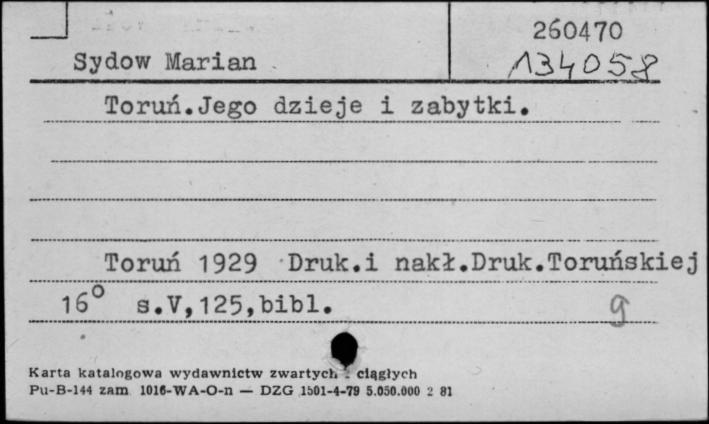 260470
Sydow Marian 134058
Toruń.Jego dzieje i zabytki.
Toruń 1929 Druk.i nakł.Druk.Toruńskiej
16° s.V,125,bibl. g
Karta katalogowa wydawnictw zwartych i ciągłych
Pu-B-144 zam. 1016-WA-O-n — DZG 1501-4-79 5.050.000 2 81